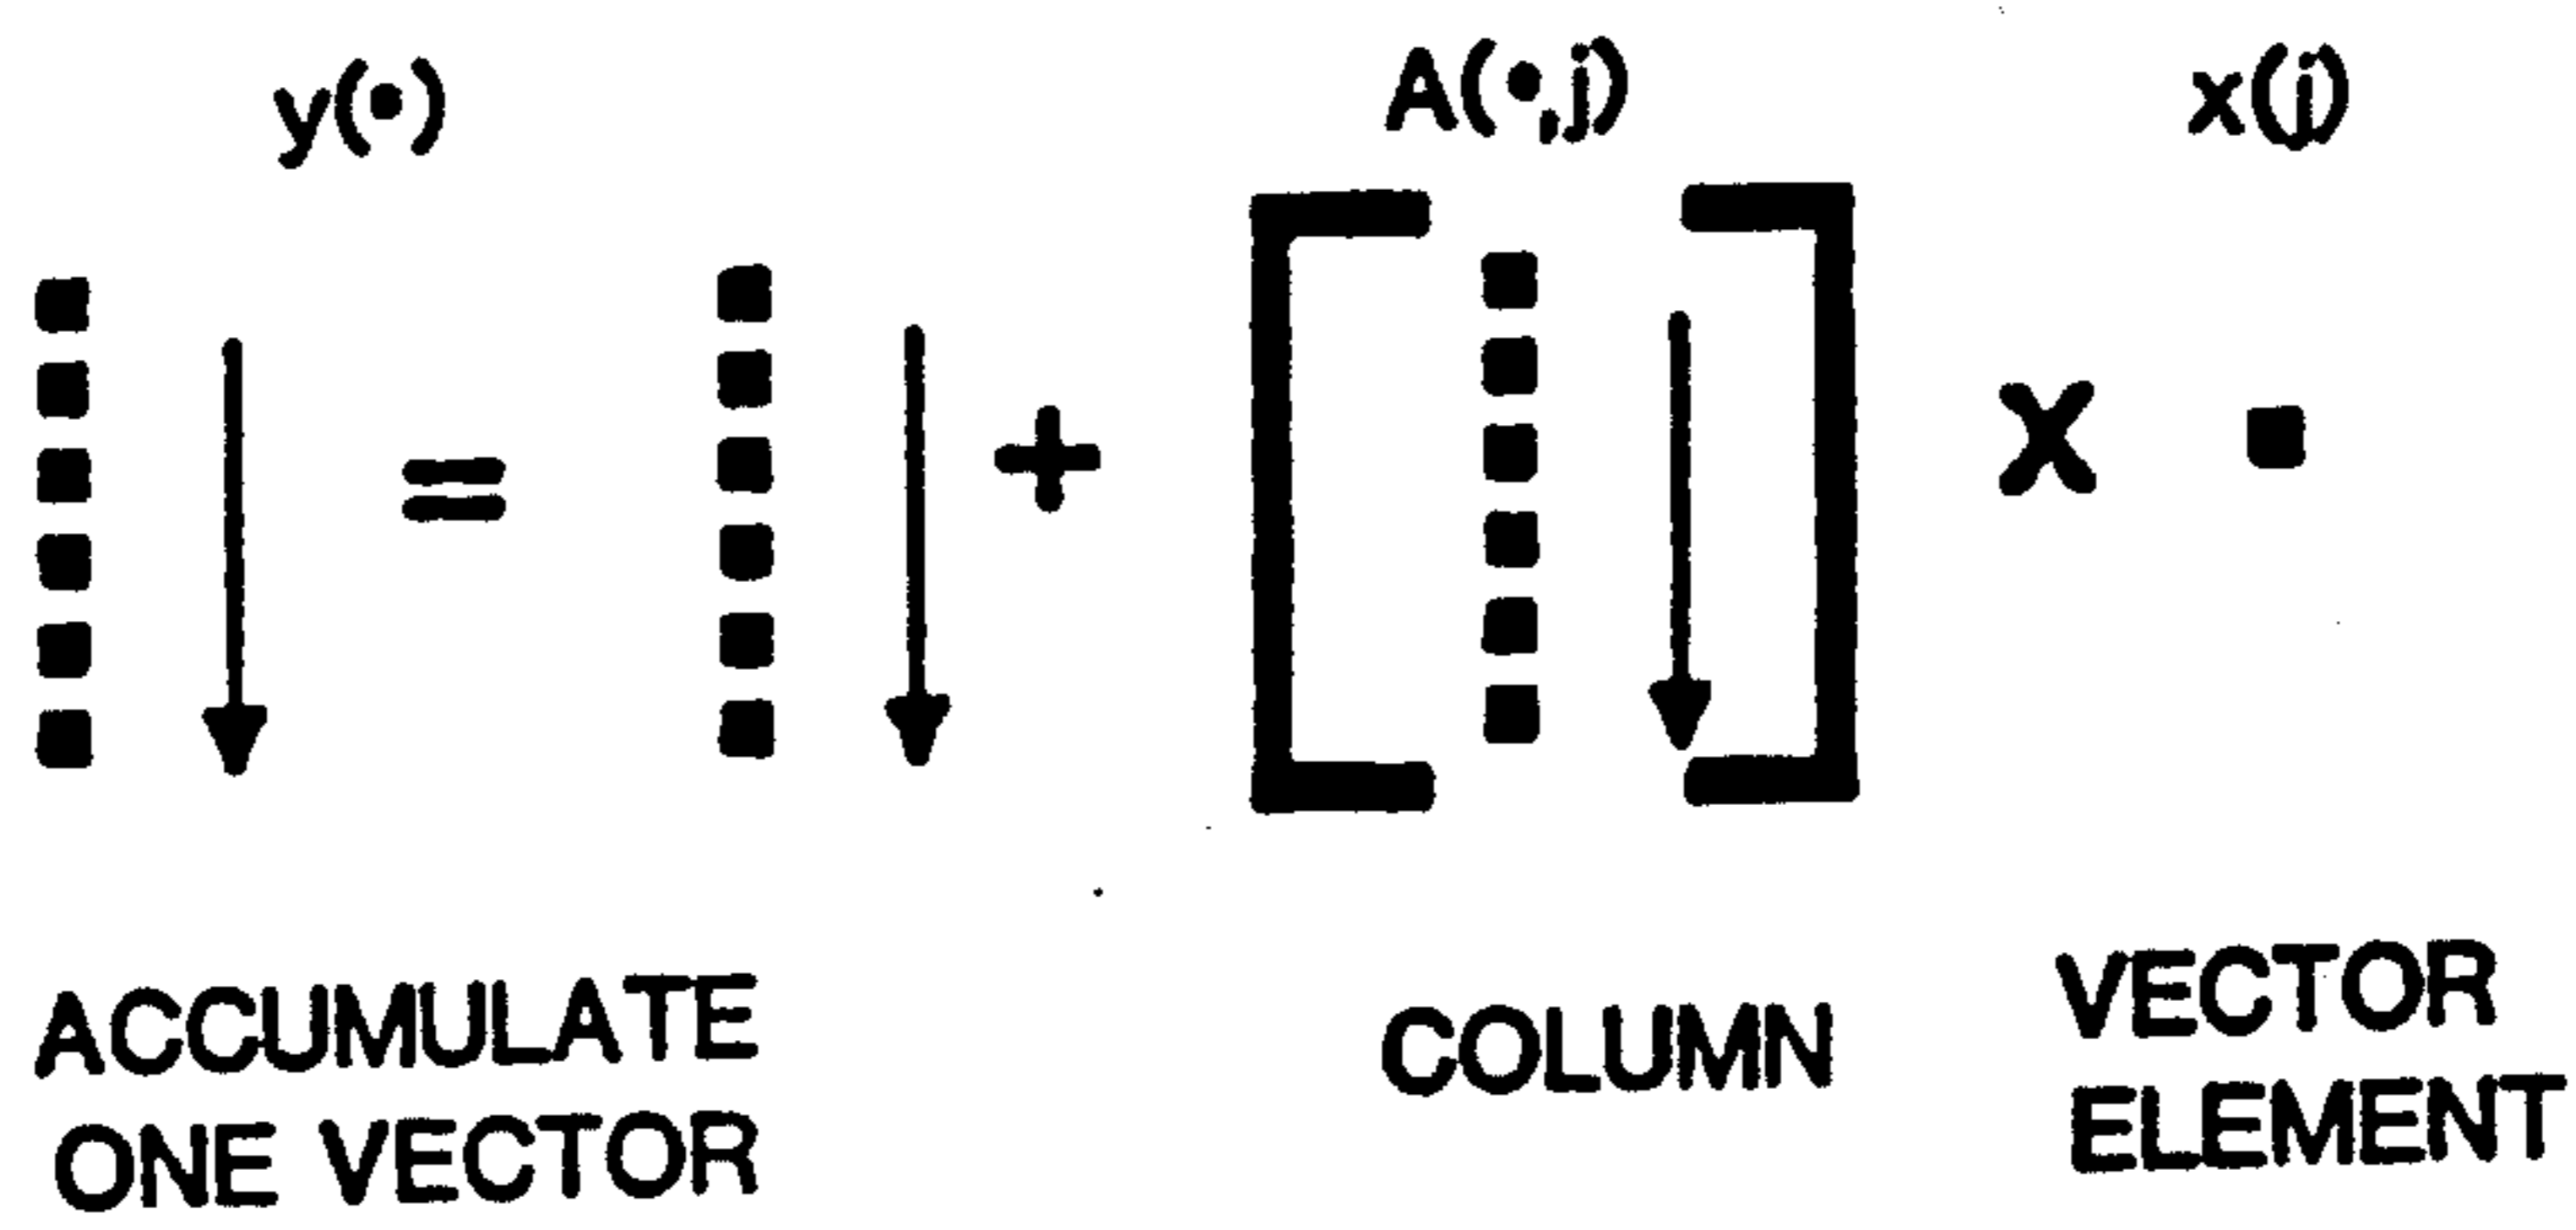 y(•) A(•,j) x(j)
= + X
ACCUMULATE
ONE VECTOR
COLUMN
VECTOR
ELEMENT